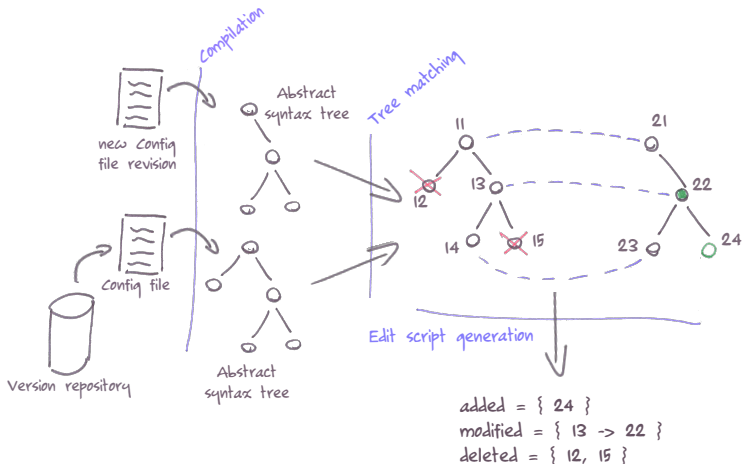 Compilation
Abstract
syntax tree
new Config
file revision
Tree matching
11
12
13
14
15
21
22
23
24
Config file
Version repository
Abstract
syntax tree
Edit script generation
added = { 24 }
modified = { 13 -> 22 }
deleted = { 12, 15 }